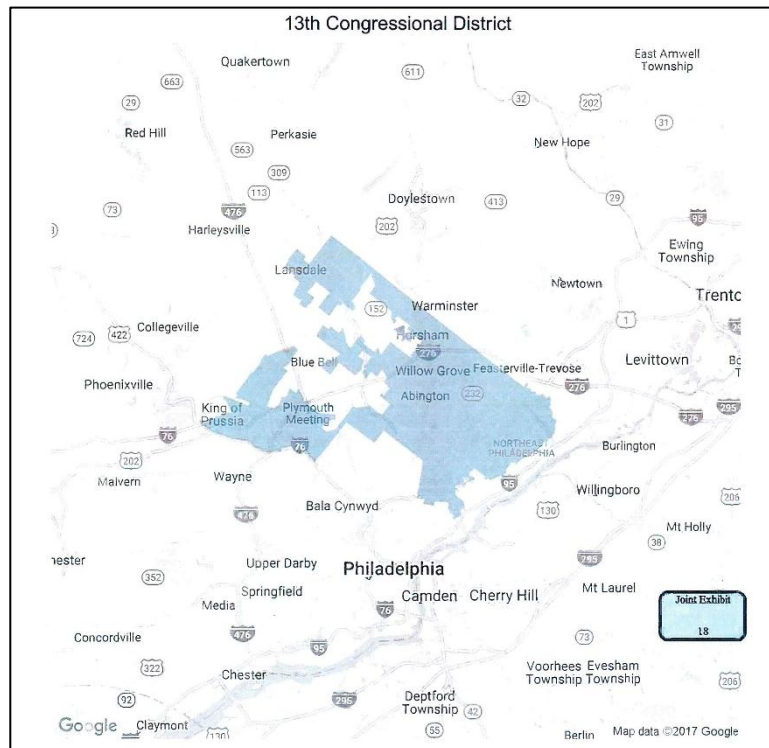 13th Congressional District
East Amwell
Township
Quakertown
611
663
202
29
32
31
Red Hill
Perkasie
563
New Hope
309
113
Doylestown
73
476
202
413
29
95
Harleysville
Ewing
Township
Lansdale
Newtown
Trento
152
Warminster
Collegeville
Horsham
1
724
422
276
Levittown
Blue Bell
Willow Grove
Feasterville-Trevose
Phoenixville
Abington
232
276
King of
Prussia
Plymouth
Meeting
295
76
276
76
NORTHEAST
PHILADELPHIA
202
Burlington
Malvern
Wayne
95
Willingboro
Bala Cynwyd
130
206
Mt Holly
38
hester
Upper Darby
Philadelphia
295
352
Springfield
Camden
Cherry Hill
Mt Laurel
Media
76
Joint Exhibit
18
Concordville
476
95
73
322
Chester
Voorhees
Township
Evesham
Township
206
92
295
Deptford
Township
42
Google
Claymont
130
55
Berlin
Map data ©2017 Google